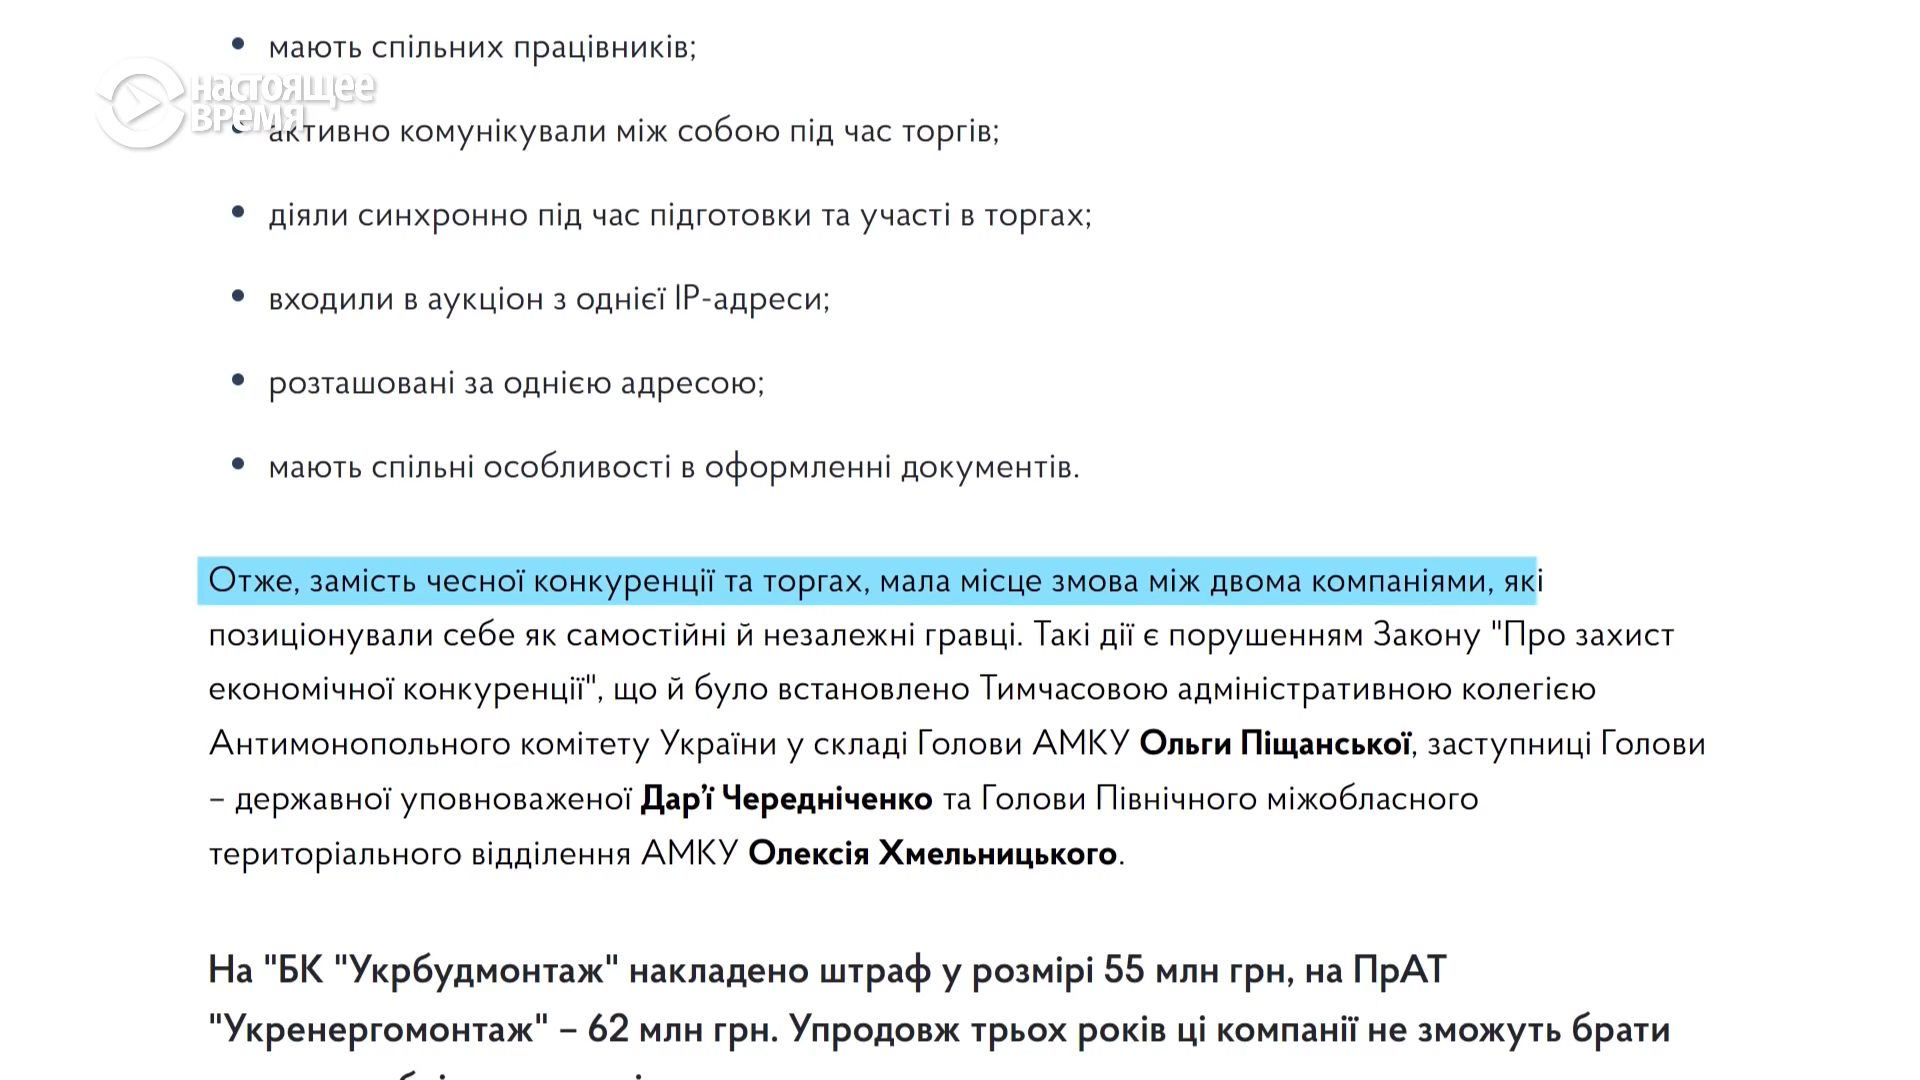 мають спільних працівників;
настоящее
время
активно комунікували між собою під час торгів;
діяли синхронно під час підготовки та участі в торгах;
входили в аукціон з однієї IP-адреси;
розташовані за однією адресою;
мають спільні особливості в оформленні документів.
Отже, замість чесної конкуренції та торгах, мала місце змова між двома компаніями, які
позиціонували себе як самостійні й незалежні гравці. Такі дії є порушенням Закону "Про захист
економічної конкуренції", що й було встановлено Тимчасовою адміністративною колегією
Антимонопольного комітету України у складі Голови АМКУ Ольги Піщанської, заступниці Голови
– державної уповноваженої Дар’ї Чередніченко та Голови Північного міжобласного
територіального відділення АМКУ Олексія Хмельницького.
На "БК "Укрбудмонтаж" накладено штраф у розмірі 55 млн грн, на ПрАТ
"Укренергомонтаж" – 62 млн грн. Упродовж трьох років ці компанії не зможуть брати